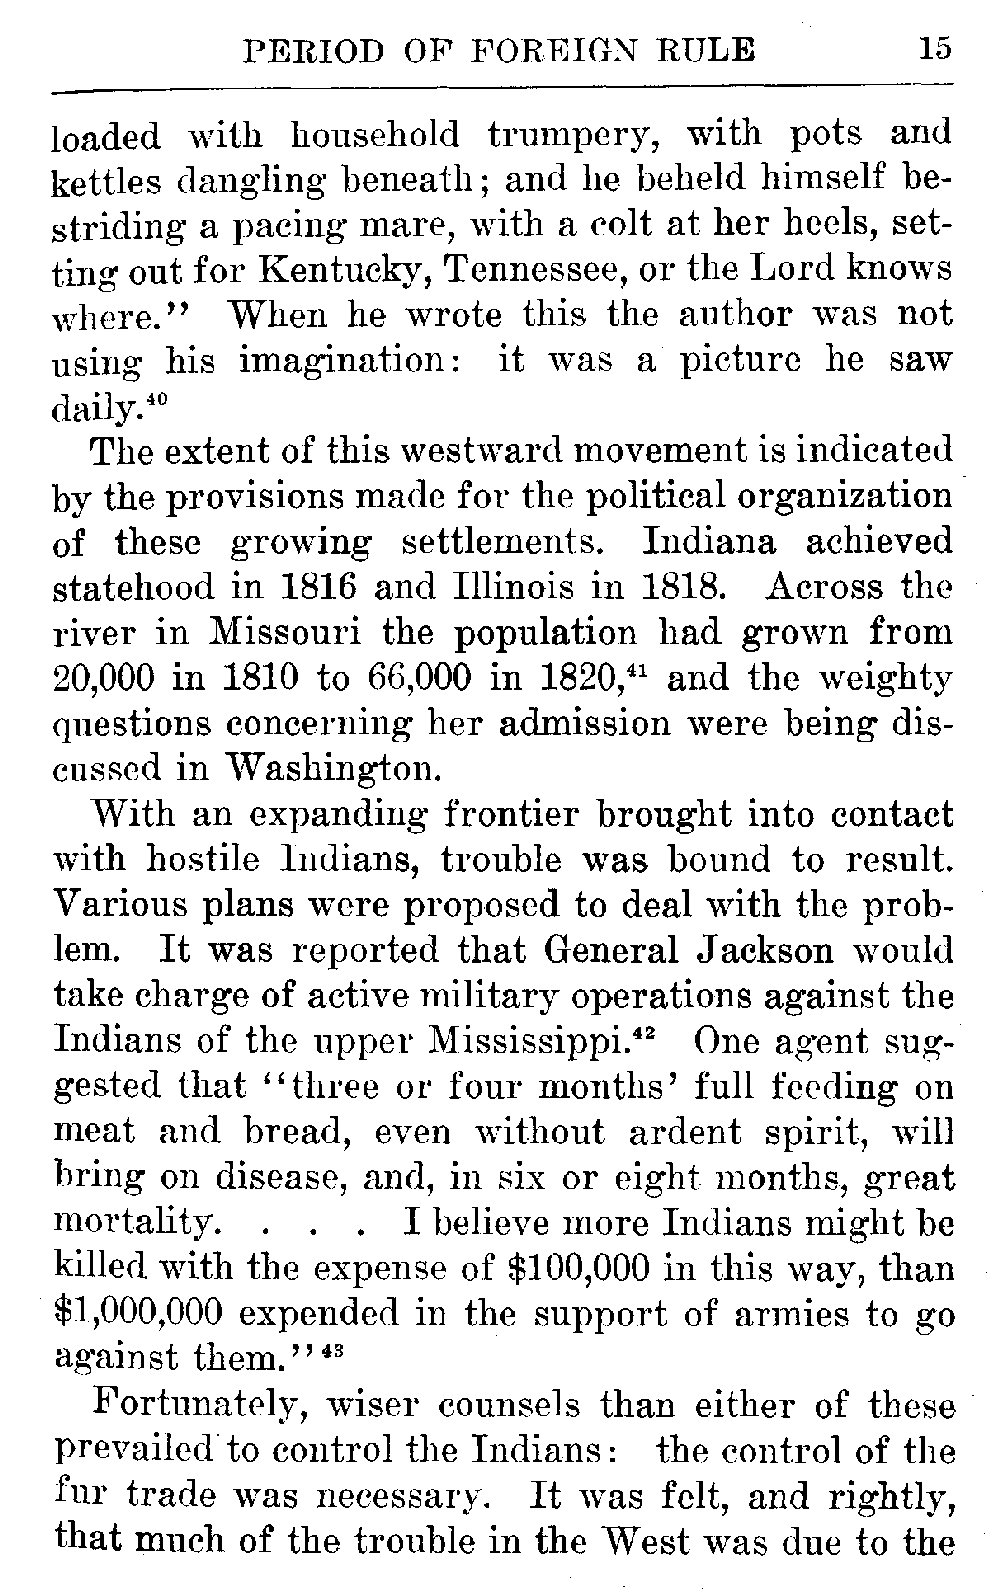 PERIOD OF FOREIGN RULE 15
loaded with household trumpery, with pots and
kettles dangling beneath; and he beheld himself be-
striding a pacing mare, with a colt at her heels, set-
ting out for Kentucky, Tennessee, or the Lord knows
where.” When he wrote this the author was not
using his imagination: it was a picture he saw
daily.⁴⁰
The extent of this westward movement is indicated
by the provisions made for the political organization
of these growing settlements. Indiana achieved
statehood in 1816 and Illinois in 1818. Across the
river in Missouri the population had grown from
20,000 in 1810 to 66,000 in 1820,⁴¹ and the weighty
questions concerning her admission were being dis-
cussed in Washington.
With an expanding frontier brought into contact
with hostile Indians, trouble was bound to result.
Various plans were proposed to deal with the prob-
lem. It was reported that General Jackson would
take charge of active military operations against the
Indians of the upper Mississippi.⁴² One agent sug-
gested that “three or four months’ full feeding on
meat and bread, even without ardent spirit, will
bring on disease, and, in six or eight months, great
mortality. . . . I believe more Indians might be
killed with the expense of $100,000 in this way, than
$1,000,000 expended in the support of armies to go
against them.”⁴³
Fortunately, wiser counsels than either of these
prevailed to control the Indians: the control of the
fur trade was necessary. It was felt, and rightly,
that much of the trouble in the West was due to the